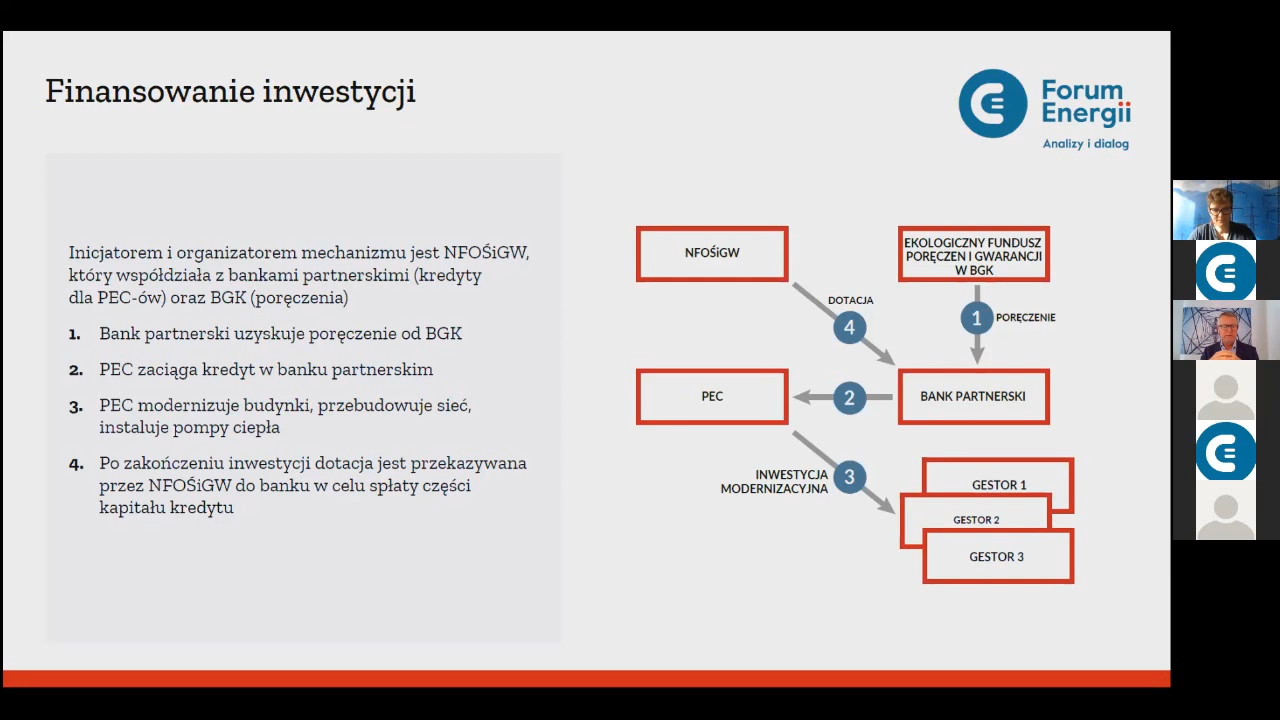 Finansowanie inwestycji
Forum
Energii
Analizy i dialog
Inicjatorem i organizatorem mechanizmu jest NFOŚiGW,
który współdziała z bankami partnerskimi (kredyty
dla PEC-ów) oraz BGK (poręczenia)
1. Bank partnerski uzyskuje poręczenie od BGK
2. PEC zaciąga kredyt w banku partnerskim
3. PEC modernizuje budynki, przebudowuje sieć,
instaluje pompy ciepła
4. Po zakończeniu inwestycji dotacja jest przekazywana
przez NFOŚiGW do banku w celu spłaty części
kapitału kredytu
NFOŚiGW
EKOLOGICZNY FUNDUSZ
PORĘCZEN I GWARANCJI
W BGK
DOTACJA
4
1 PORĘCZENIE
PEC
2
BANK PARTNERSKI
INWESTYCJA
MODERNIZACYJNA
3
GESTOR 1
GESTOR 2
GESTOR 3